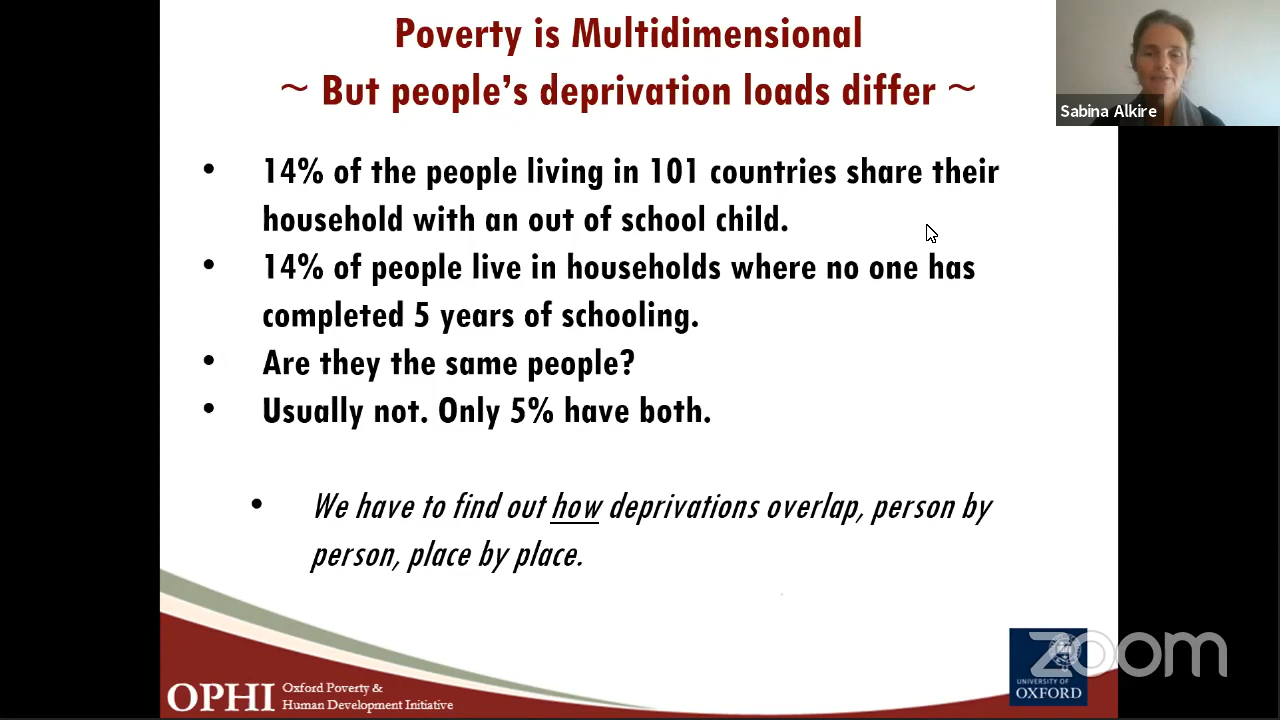 Poverty is Multidimensional
~ But people's deprivation loads differ ~
Sabina Alkire
• 14% of the people living in 101 countries share their
household with an out of school child.
• 14% of people live in households where no one has
completed 5 years of schooling.
• Are they the same people?
• Usually not. Only 5% have both.
• We have to find out how deprivations overlap, person by
person, place by place.
OPHI
Oxford Poverty &
Human Development Initiative
UNIVERSITY OF
OXFORD
zoom